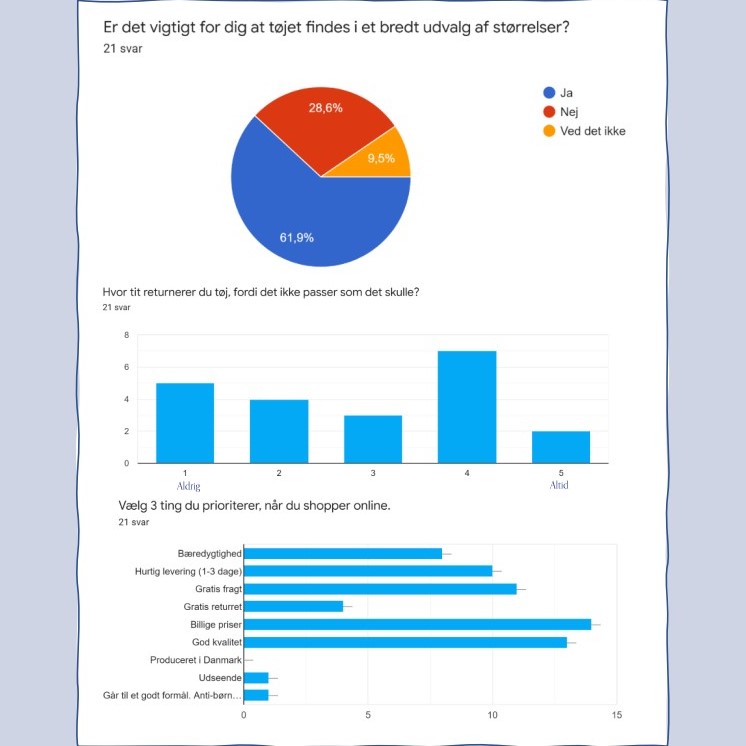 Er det vigtigt for dig at tøjet findes i et bredt udvalg af størrelser?
21 svar
28,6%
9,5%
61,9%
Ja
Nej
Ved det ikke
Hvor tit returnerer du tøj, fordi det ikke passer som det skulle?
21 svar
8
6
4
2
0
1 2 3 4 5
Aldrig Altid
Vælg 3 ting du prioriterer, når du shopper online.
21 svar
Bæredygtighed
Hurtig levering (1-3 dage)
Gratis fragt
Gratis returret
Billige priser
God kvalitet
Produceret i Danmark
Udseende
Går til et godt formål. Anti-børn...
0 5 10 15